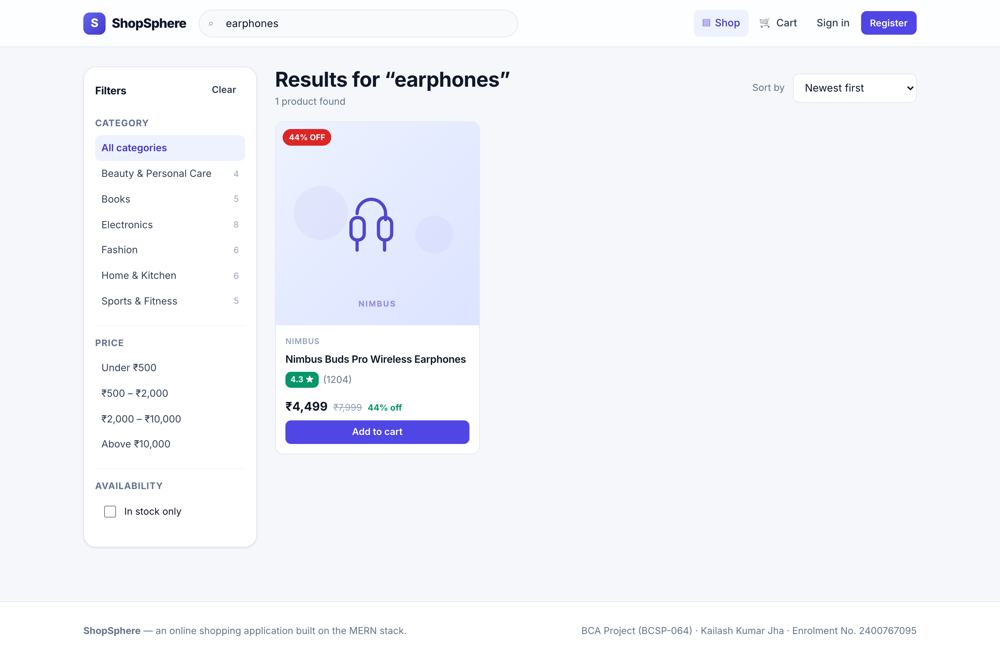 S ShopSphere
earphones
Shop
Cart
Sign in
Register
Filters
Clear
CATEGORY
All categories
Beauty & Personal Care 4
Books 5
Electronics 8
Fashion 6
Home & Kitchen 6
Sports & Fitness 5
PRICE
Under ₹500
₹500 – ₹2,000
₹2,000 – ₹10,000
Above ₹10,000
AVAILABILITY
In stock only
Results for “earphones”
1 product found
Sort by
Newest first
44% OFF
NIMBUS
NIMBUS
Nimbus Buds Pro Wireless Earphones
4.3 ★ (1204)
₹4,499 ₹7,999 44% off
Add to cart
ShopSphere — an online shopping application built on the MERN stack.
BCA Project (BCSP-064) · Kailash Kumar Jha · Enrolment No. 2400767095